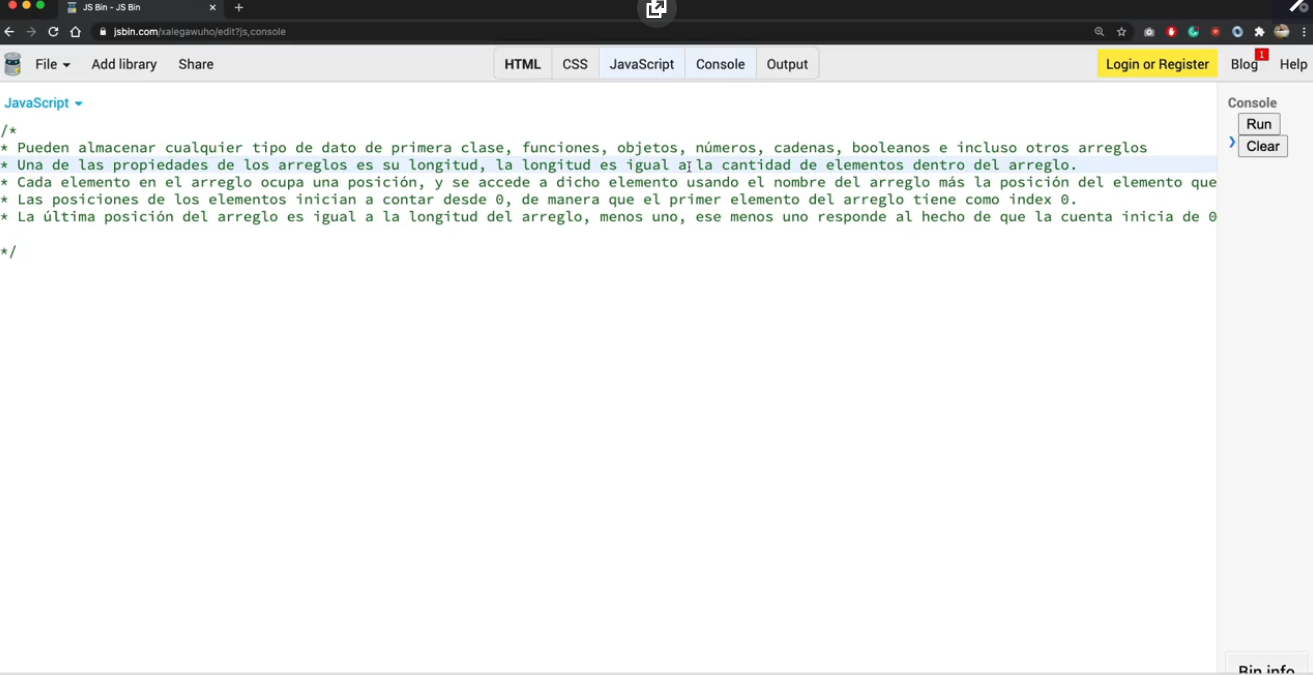 JS Bin - JS Bin
jsbin.com/xalegawuho/edit?js,console
File Add library Share HTML CSS JavaScript Console Output Login or Register Blog 1 Help
JavaScript
Console
Run
Clear
/*
* Pueden almacenar cualquier tipo de dato de primera clase, funciones, objetos, números, cadenas, booleanos e incluso otros arreglos
* Una de las propiedades de los arreglos es su longitud, la longitud es igual a la cantidad de elementos dentro del arreglo.
* Cada elemento en el arreglo ocupa una posición, y se accede a dicho elemento usando el nombre del arreglo más la posición del elemento que
* Las posiciones de los elementos inician a contar desde 0, de manera que el primer elemento del arreglo tiene como index 0.
* La última posición del arreglo es igual a la longitud del arreglo, menos uno, ese menos uno responde al hecho de que la cuenta inicia de 0
*/
Bin info